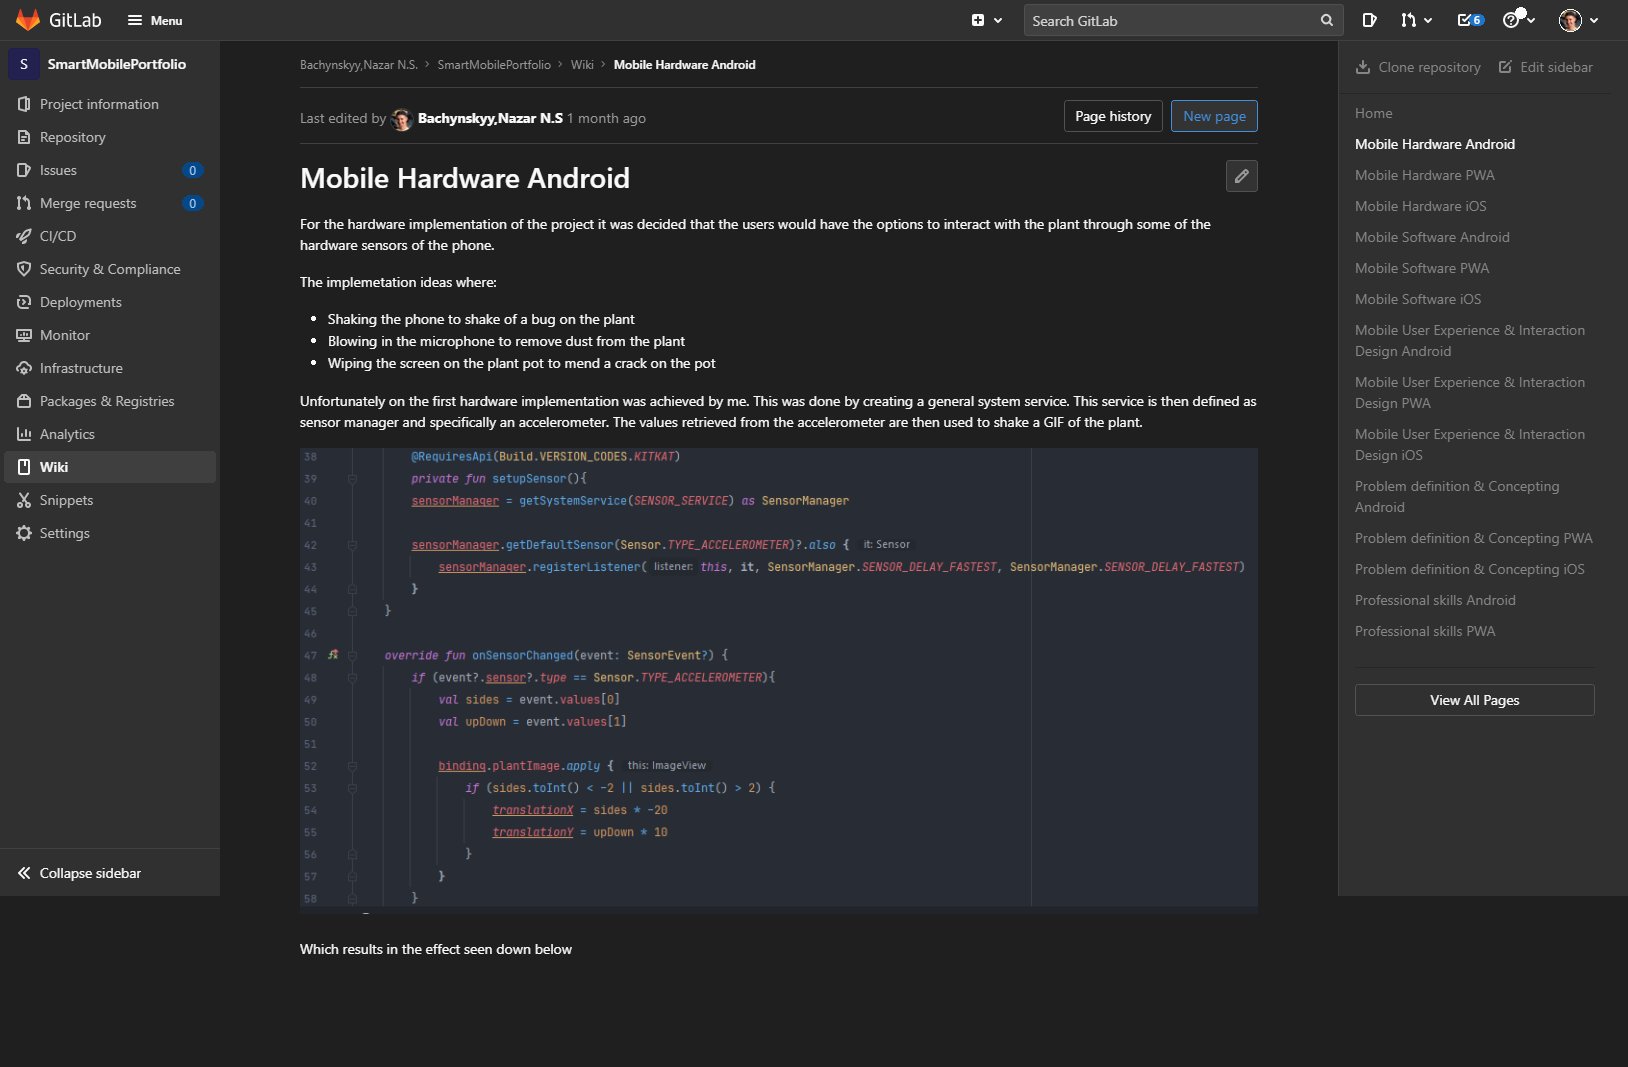 GitLab
Menu
Search GitLab
6
S SmartMobilePortfolio
Project information
Repository
Issues 0
Merge requests 0
CI/CD
Security & Compliance
Deployments
Monitor
Infrastructure
Packages & Registries
Analytics
Wiki
Snippets
Settings
Collapse sidebar
Bachynskyy,Nazar N.S. › SmartMobilePortfolio › Wiki › Mobile Hardware Android
Last edited by Bachynskyy,Nazar N.S 1 month ago
Page history
New page
Mobile Hardware Android
For the hardware implementation of the project it was decided that the users would have the options to interact with the plant through some of the
hardware sensors of the phone.
The implemetation ideas where:
• Shaking the phone to shake of a bug on the plant
• Blowing in the microphone to remove dust from the plant
• Wiping the screen on the plant pot to mend a crack on the pot
Unfortunately on the first hardware implementation was achieved by me. This was done by creating a general system service. This service is then defined as
sensor manager and specifically an accelerometer. The values retrieved from the accelerometer are then used to shake a GIF of the plant.
38 @RequiresApi(Build.VERSION_CODES.KITKAT)
39 private fun setupSensor(){
40 sensorManager = getSystemService(SENSOR_SERVICE) as SensorManager
41
42 sensorManager.getDefaultSensor(Sensor.TYPE_ACCELEROMETER)?.also { it: Sensor
43 sensorManager.registerListener( listener: this, it, SensorManager.SENSOR_DELAY_FASTEST, SensorManager.SENSOR_DELAY_FASTEST)
44 }
45 }
46
47 override fun onSensorChanged(event: SensorEvent?) {
48 if (event?.sensor?.type == Sensor.TYPE_ACCELEROMETER){
49 val sides = event.values[0]
50 val upDown = event.values[1]
51
52 binding.plantImage.apply { this: ImageView
53 if (sides.toInt() < -2 || sides.toInt() > 2) {
54 translationX = sides * -20
55 translationY = upDown * 10
56 }
57 }
58 }
Which results in the effect seen down below
Clone repository
Edit sidebar
Home
Mobile Hardware Android
Mobile Hardware PWA
Mobile Hardware iOS
Mobile Software Android
Mobile Software PWA
Mobile Software iOS
Mobile User Experience & Interaction
Design Android
Mobile User Experience & Interaction
Design PWA
Mobile User Experience & Interaction
Design iOS
Problem definition & Concepting
Android
Problem definition & Concepting PWA
Problem definition & Concepting iOS
Professional skills Android
Professional skills PWA
View All Pages